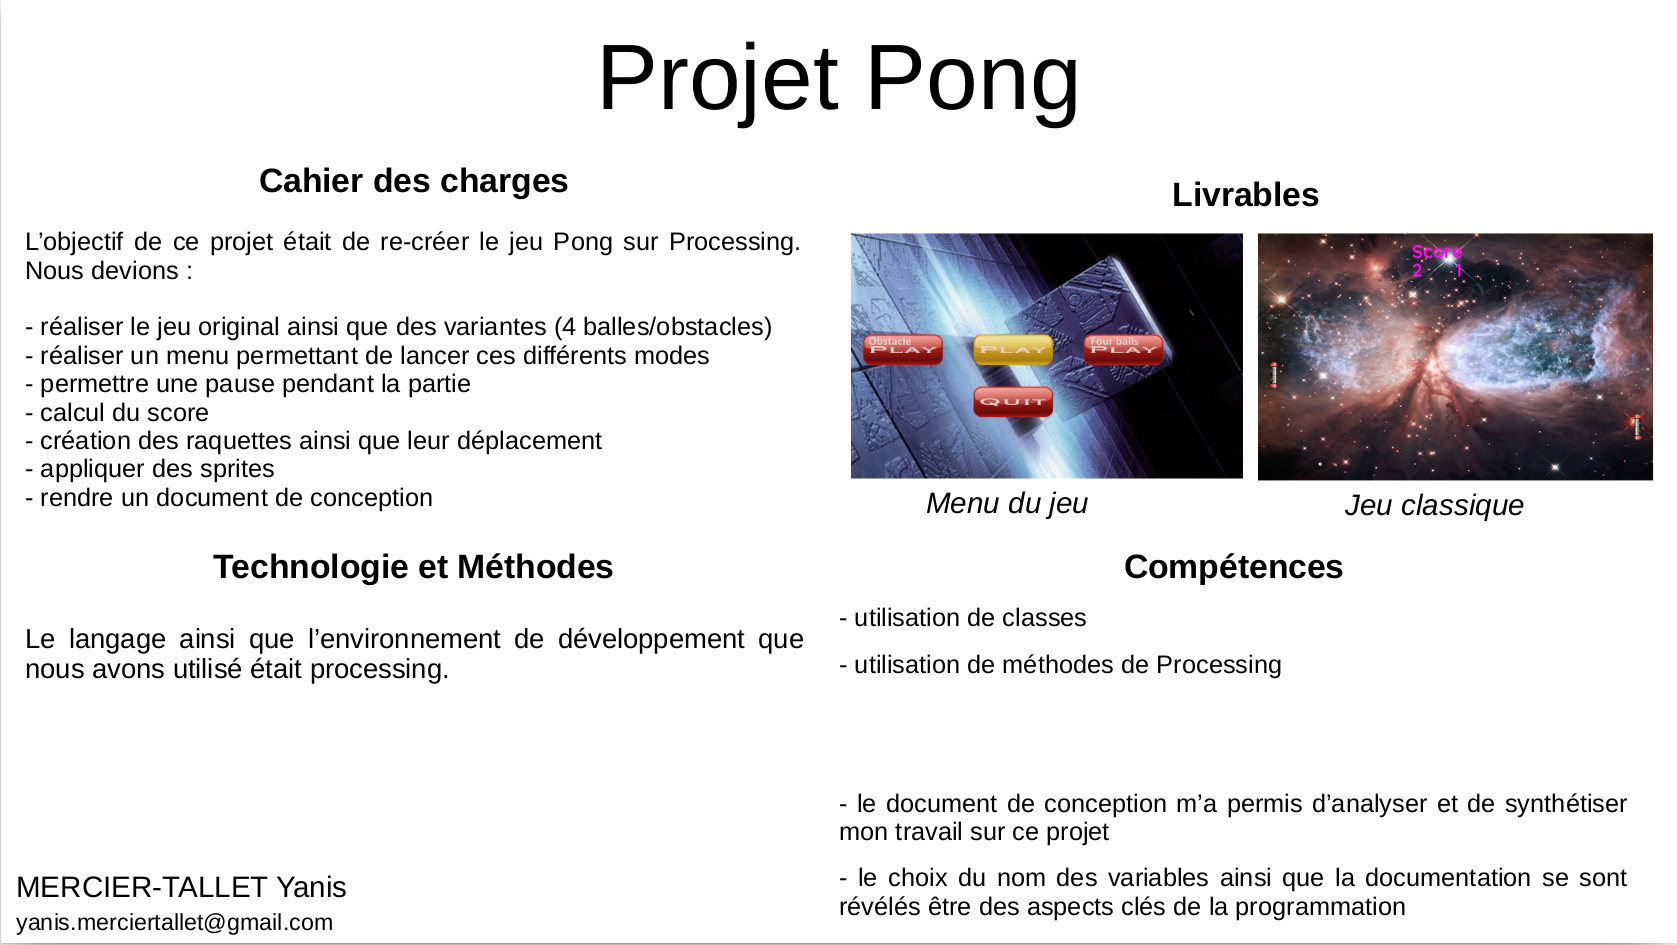 Projet Pong
Cahier des charges
L’objectif de ce projet était de re-créer le jeu Pong sur Processing.
Nous devions :
- réaliser le jeu original ainsi que des variantes (4 balles/obstacles)
- réaliser un menu permettant de lancer ces différents modes
- permettre une pause pendant la partie
- calcul du score
- création des raquettes ainsi que leur déplacement
- appliquer des sprites
- rendre un document de conception
Livrables
Obstacle
PLAY
PLAY
Four balls
PLAY
QUIT
Score
2 1
Menu du jeu
Jeu classique
Technologie et Méthodes
Le langage ainsi que l’environnement de développement que
nous avons utilisé était processing.
Compétences
- utilisation de classes
- utilisation de méthodes de Processing
- le document de conception m’a permis d’analyser et de synthétiser
mon travail sur ce projet
- le choix du nom des variables ainsi que la documentation se sont
révélés être des aspects clés de la programmation
MERCIER-TALLET Yanis
yanis.merciertallet@gmail.com